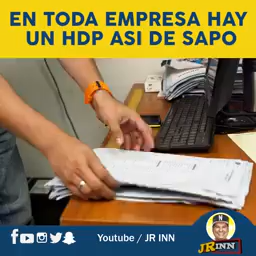 EN TODA EMPRESA HAY
UN HDP ASI DE SAPO
Youtube / JR INN
N
JR INN